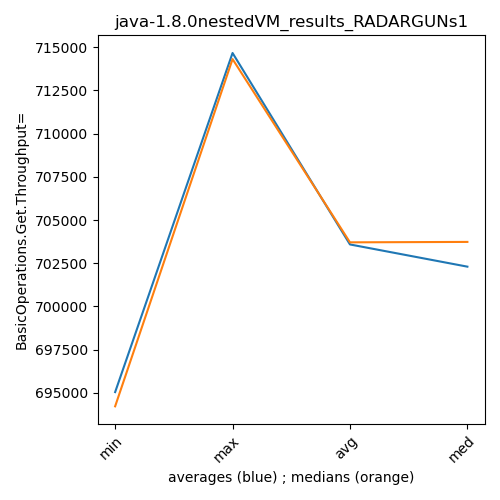 java-1.8.0nestedVM_results_RADARGUNs1
BasicOperations.Get.Throughput=
715000
712500
710000
707500
705000
702500
700000
697500
695000
min
max
avg
med
averages (blue) ; medians (orange)